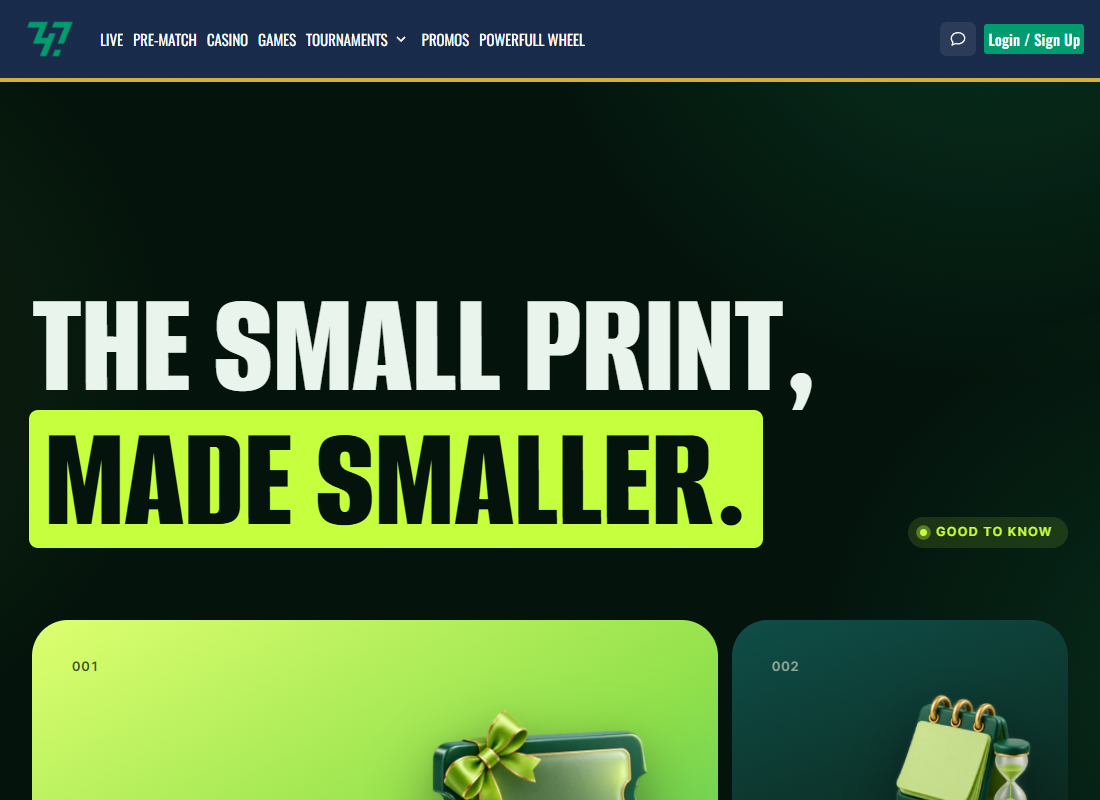 LIVE PRE-MATCH CASINO GAMES TOURNAMENTS PROMOS POWERFULL WHEEL Login / Sign Up
THE SMALL PRINT,
MADE SMALLER.
GOOD TO KNOW
001
002